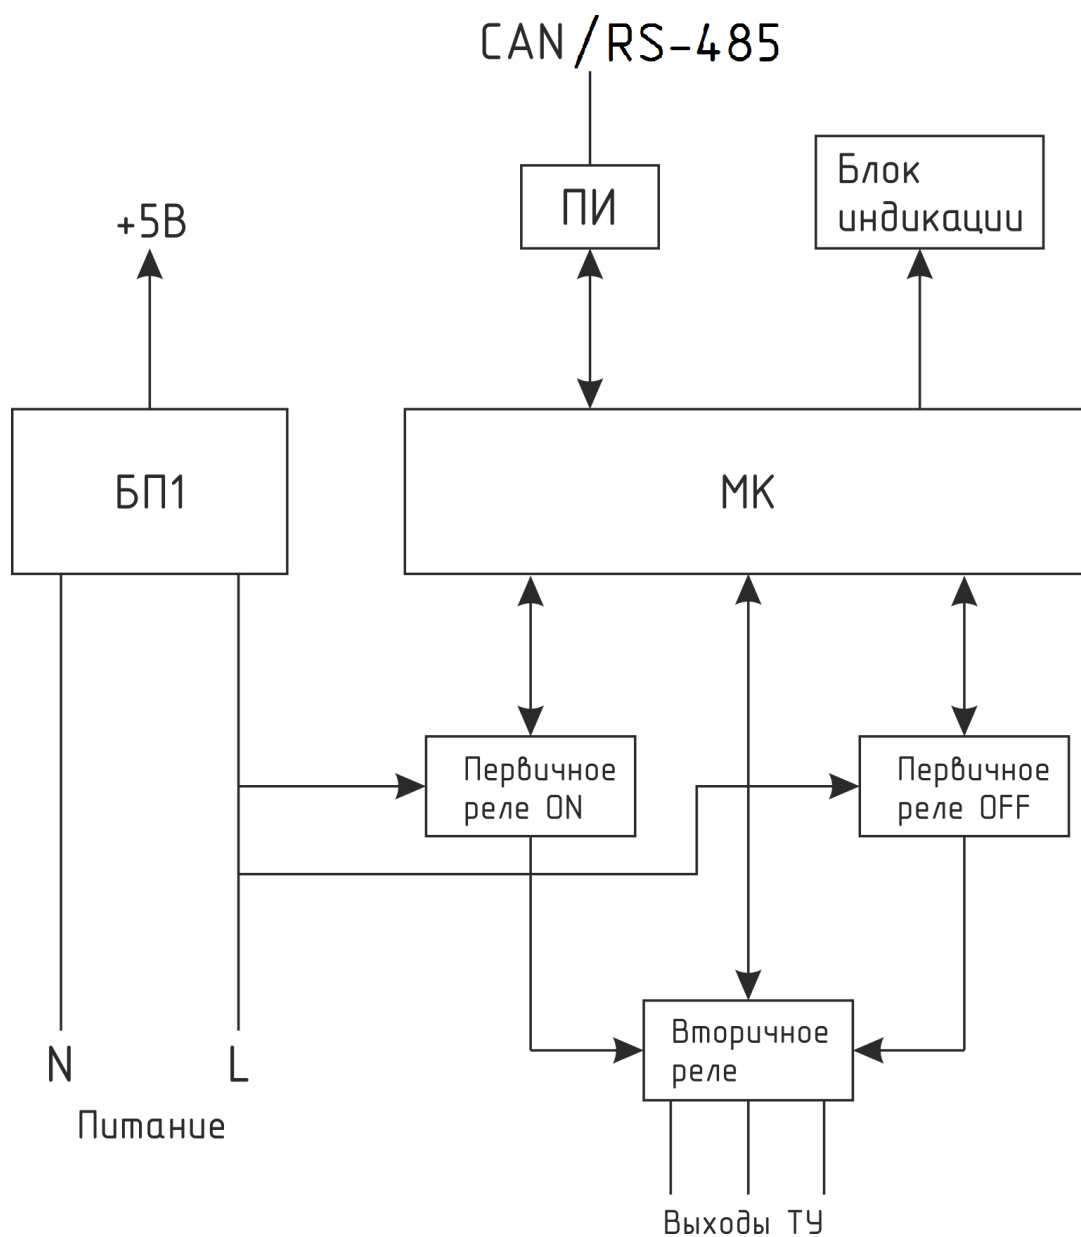 CAN/RS-485
ПИ
Блок
индикации
+5В
БП1
МК
Первичное
реле ON
Первичное
реле OFF
Вторичное
реле
N
L
Питание
Выходы ТУ